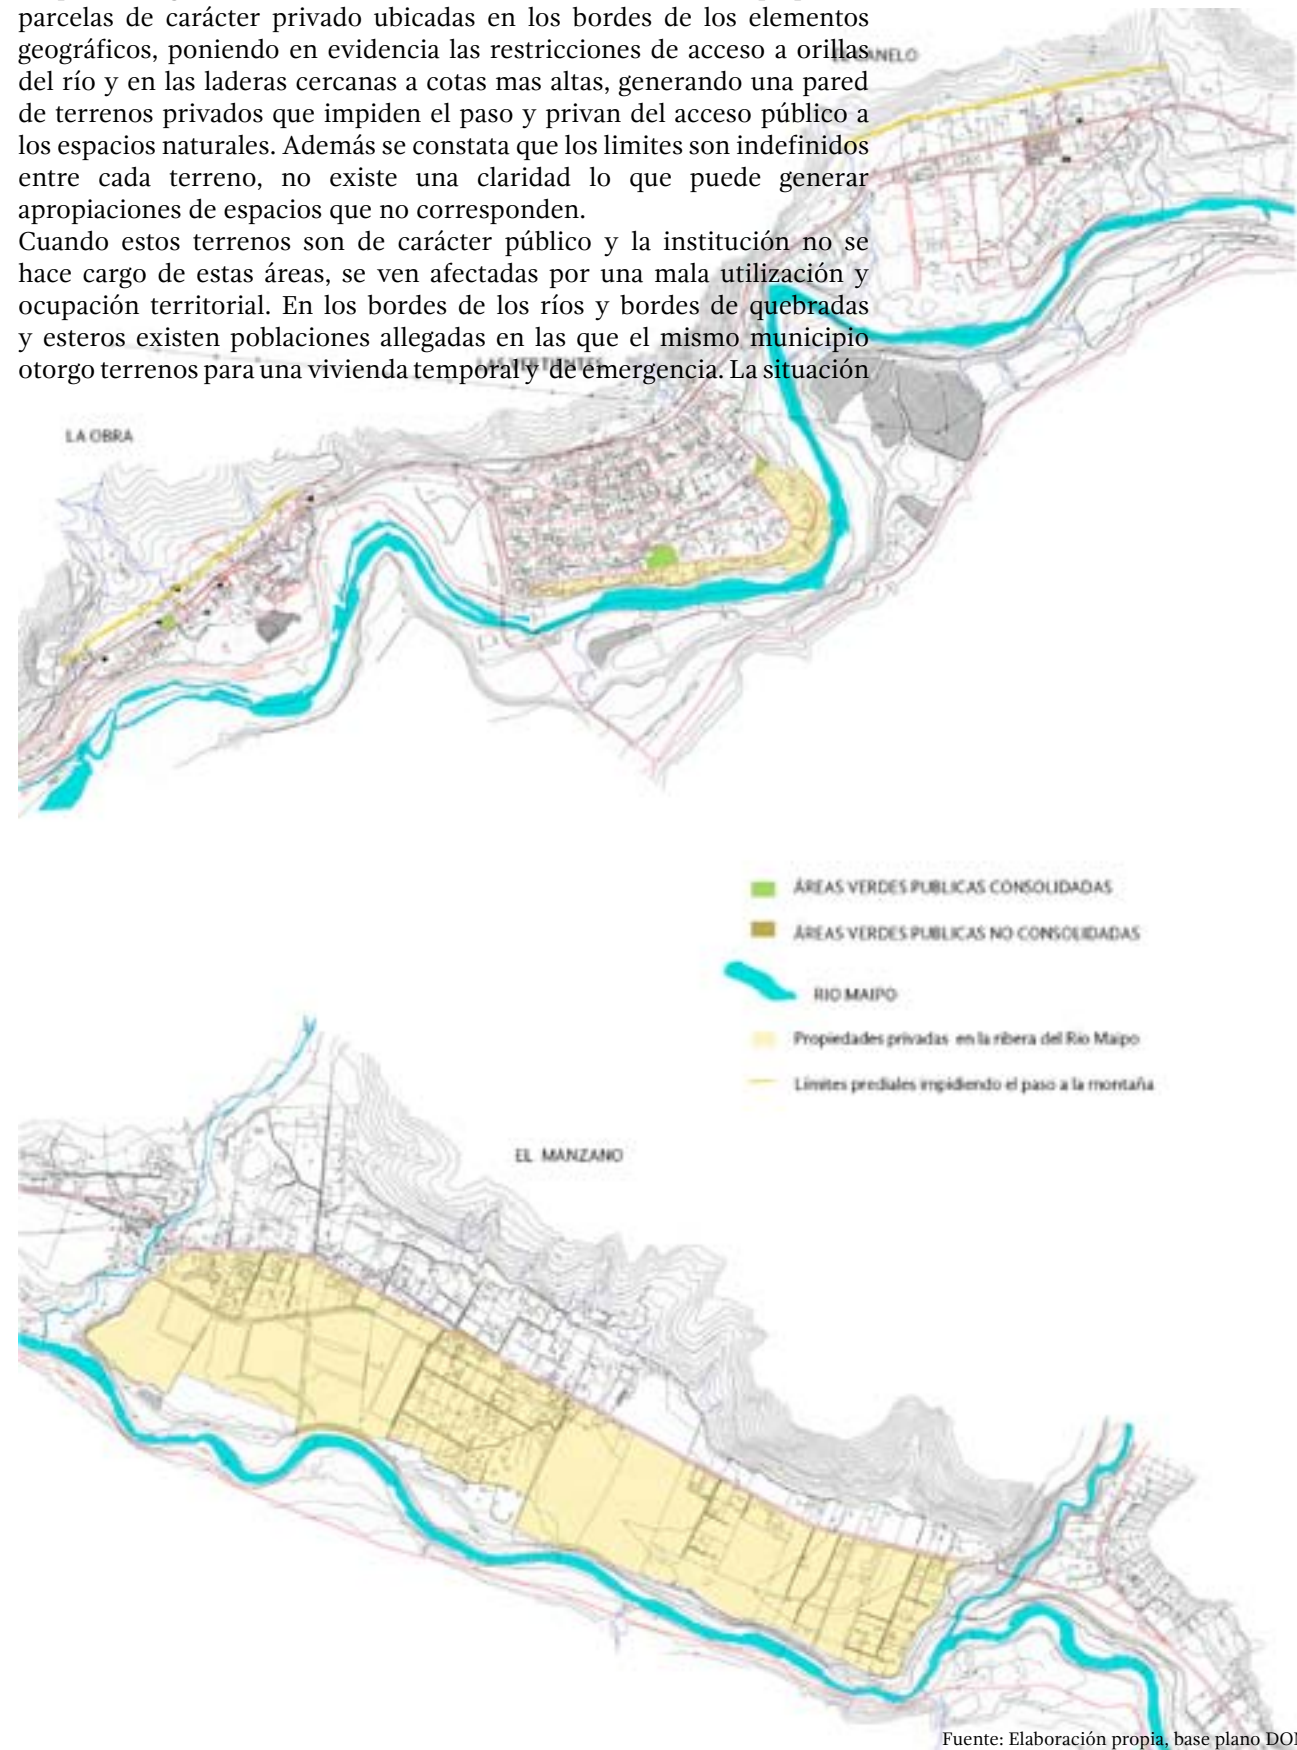 parcelas de carácter privado ubicadas en los bordes de los elementos
geográficos, poniendo en evidencia las restricciones de acceso a orillas
del río y en las laderas cercanas a cotas mas altas, generando una pared
de terrenos privados que impiden el paso y privan del acceso público a
los espacios naturales. Además se constata que los limites son indefinidos
entre cada terreno, no existe una claridad lo que puede generar
apropiaciones de espacios que no corresponden.
Cuando estos terrenos son de carácter público y la institución no se
hace cargo de estas áreas, se ven afectadas por una mala utilización y
ocupación territorial. En los bordes de los ríos y bordes de quebradas
y esteros existen poblaciones allegadas en las que el mismo municipio
otorgo terrenos para una vivienda temporal y de emergencia. La situación
EL CANELO
LAS VERTIENTES
LA OBRA
ÁREAS VERDES PUBLICAS CONSOLIDADAS
ÁREAS VERDES PUBLICAS NO CONSOLIDADAS
RIO MAIPO
Propiedades privadas en la ribera del Rio Maipo
Límites prediales impidiendo el paso a la montaña
EL MANZANO
Fuente: Elaboración propia, base plano